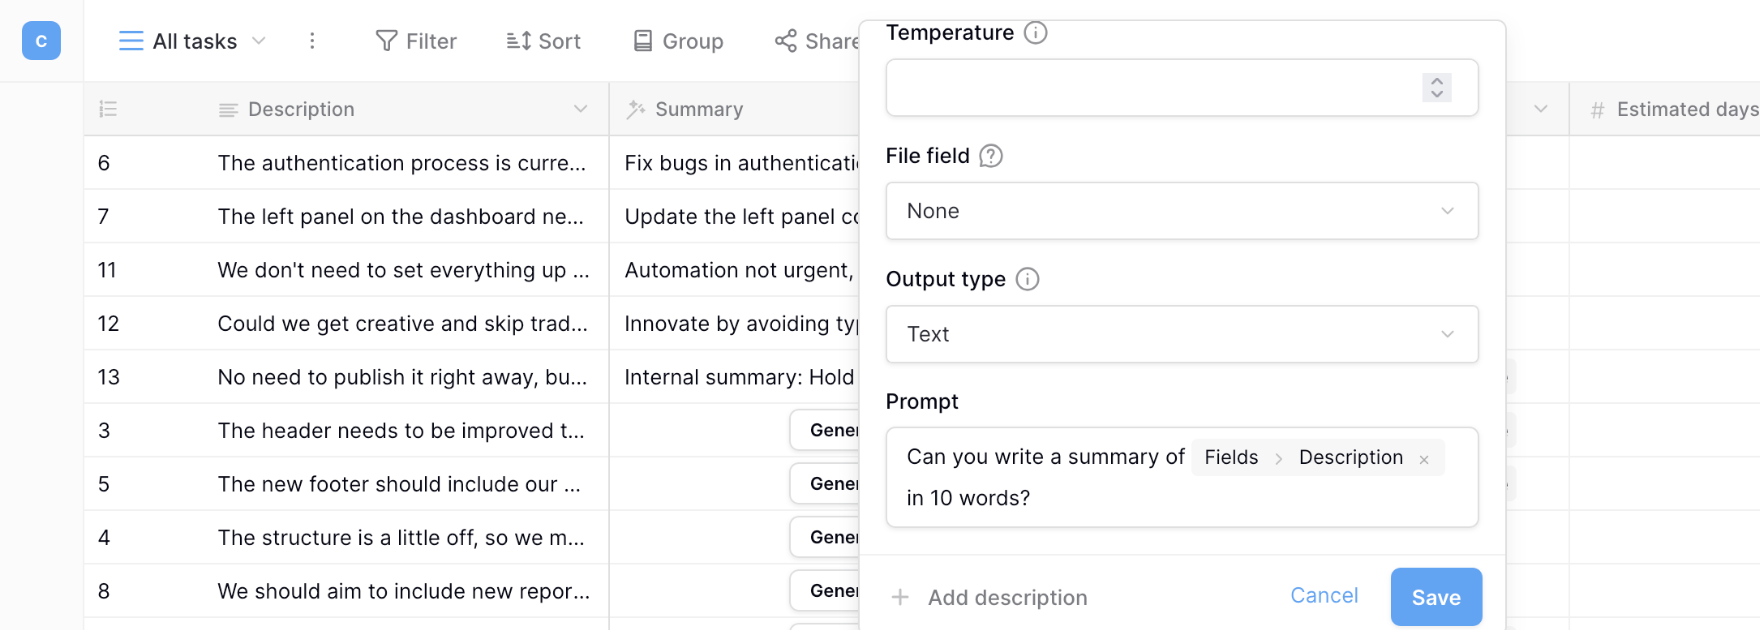 C
All tasks
Filter
Sort
Group
Share
Description
Summary
Estimated days
6 The authentication process is curre... Fix bugs in authenticati
7 The left panel on the dashboard ne... Update the left panel co
11 We don't need to set everything up ... Automation not urgent,
12 Could we get creative and skip trad... Innovate by avoiding ty
13 No need to publish it right away, bu... Internal summary: Hold
3 The header needs to be improved t... Gener
5 The new footer should include our ... Gener
4 The structure is a little off, so we m... Gener
8 We should aim to include new repor... Gener
Temperature
File field
None
Output type
Text
Prompt
Can you write a summary of Fields > Description ×
in 10 words?
+ Add description
Cancel
Save